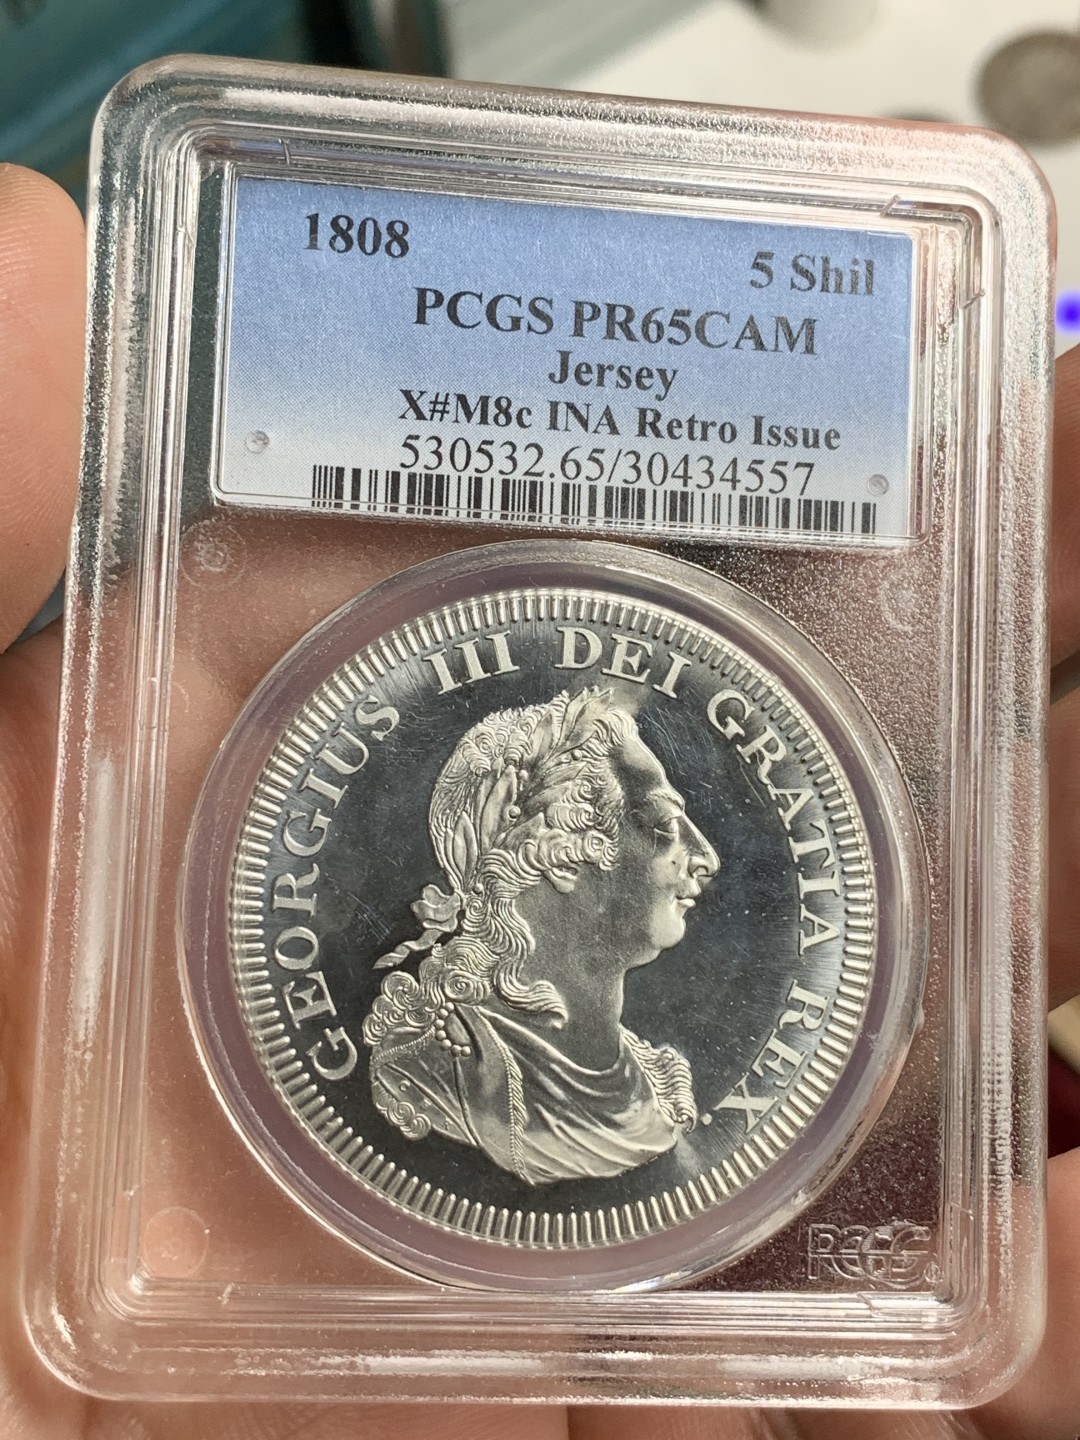 1808
5 Shil
PCGS PR65CAM
Jersey
X#M8c INA Retro Issue
530532.65/30434557
GEORGIUS III DEI GRATIA REX
PCGS